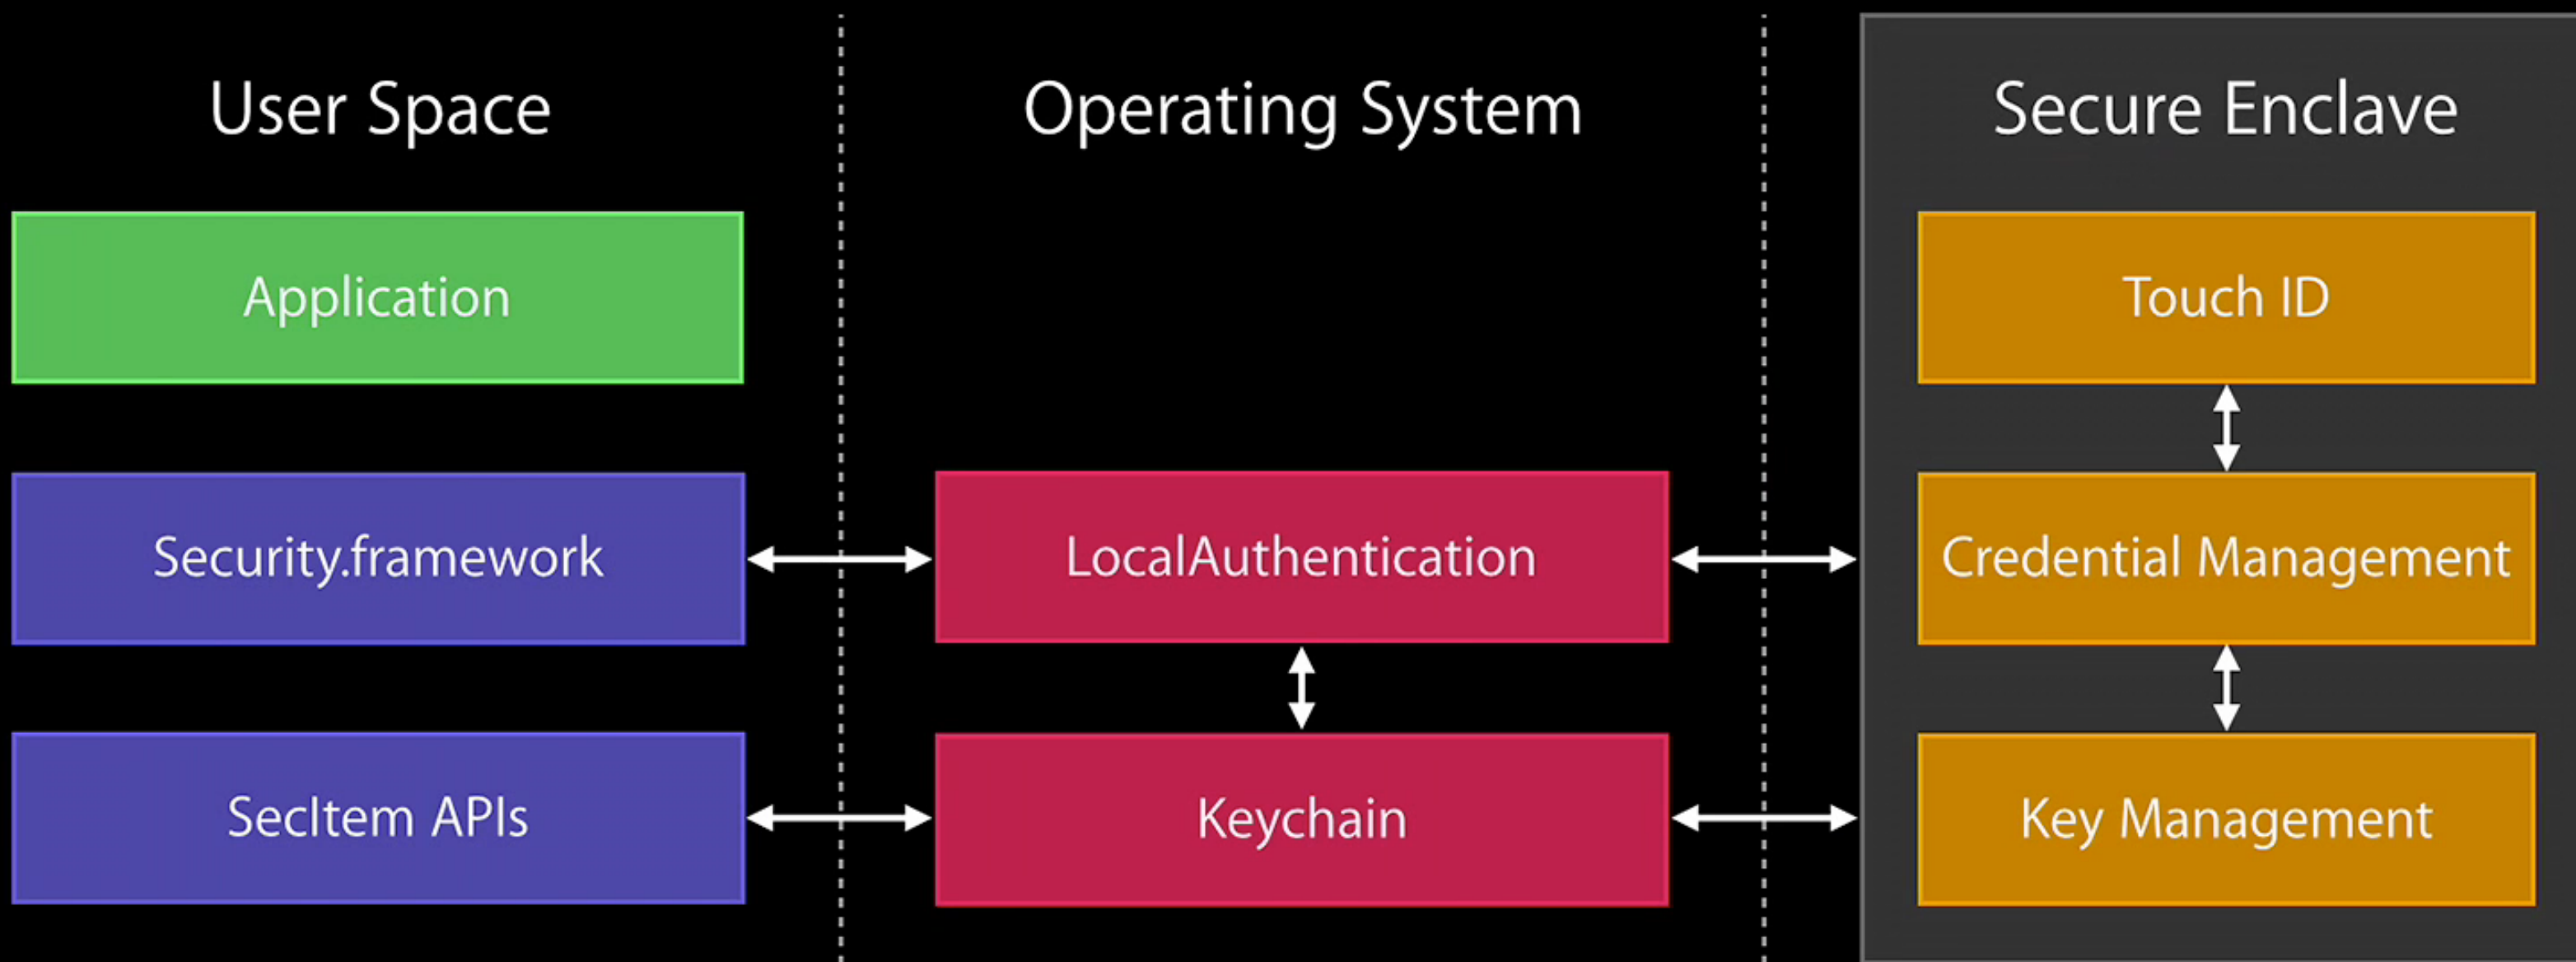 User Space
Operating System
Secure Enclave
Application
Touch ID
Security.framework
LocalAuthentication
Credential Management
SecItem APIs
Keychain
Key Management